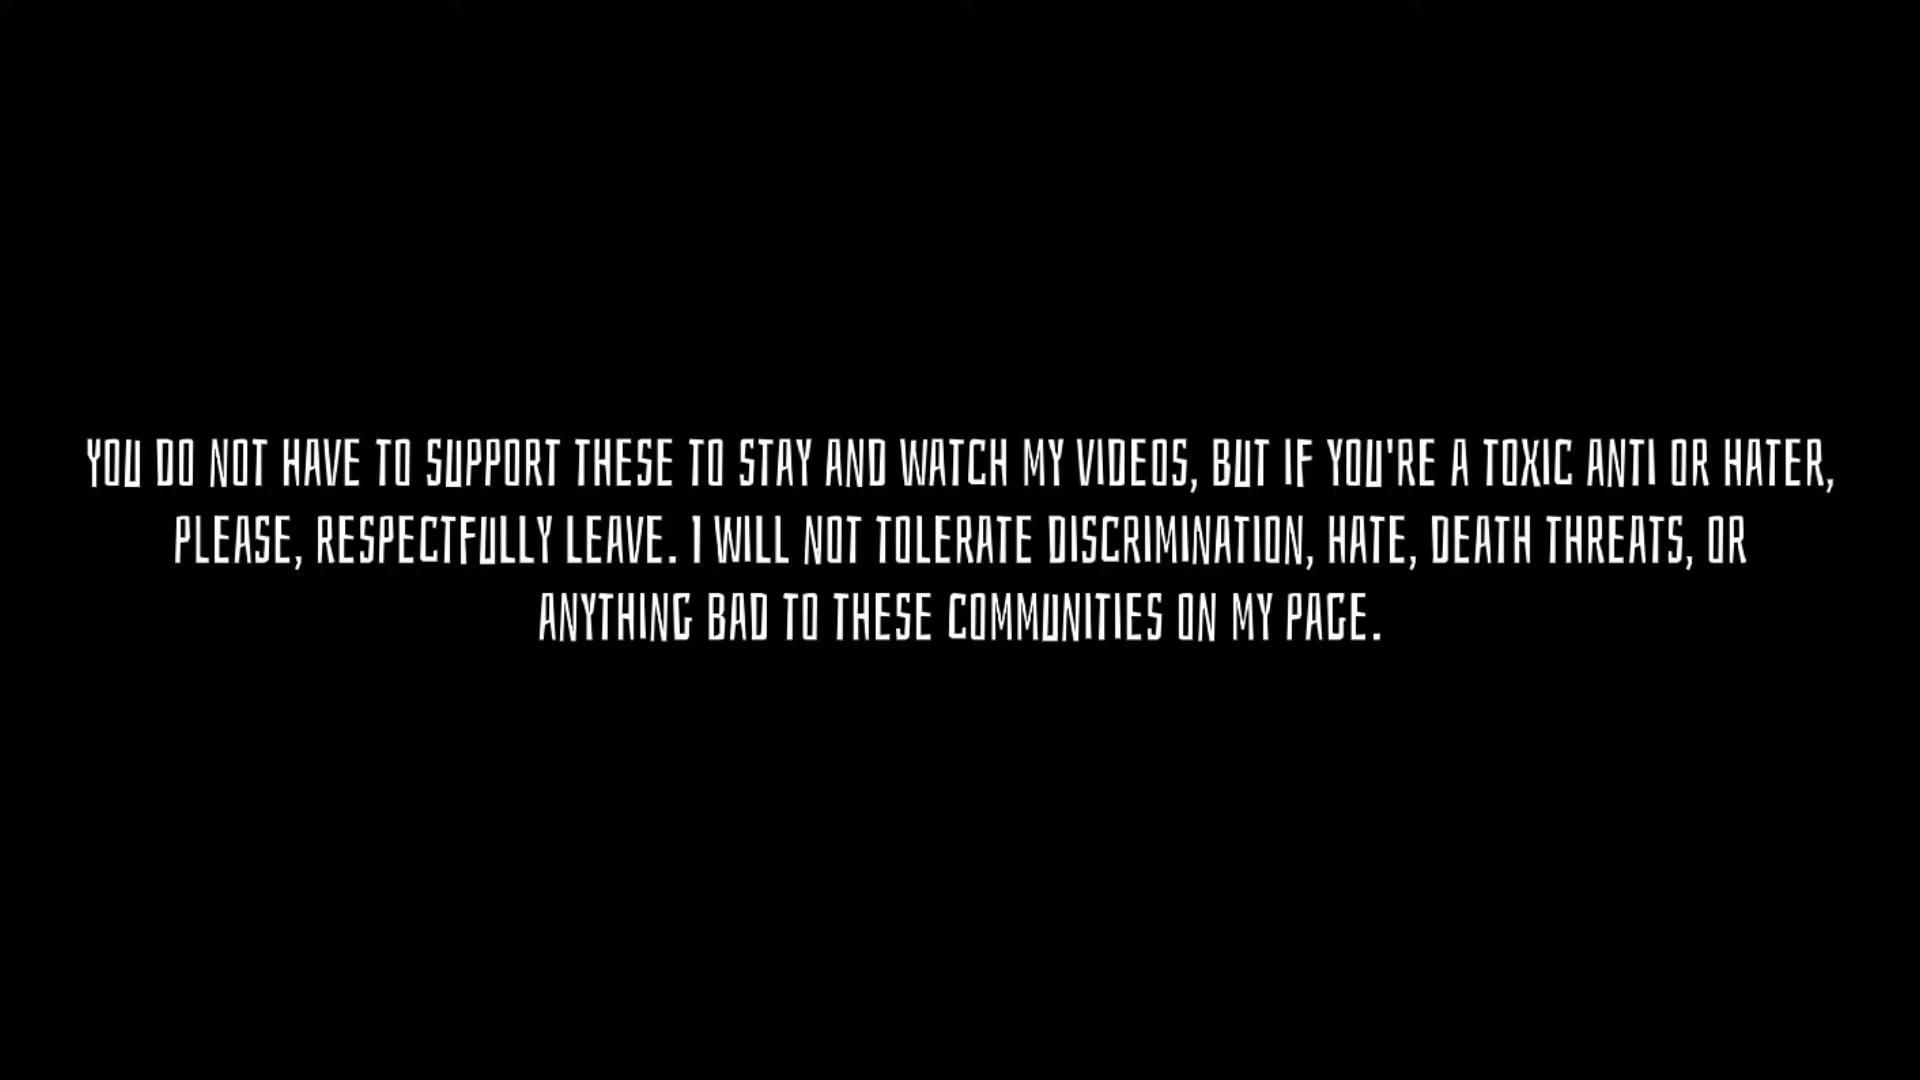 YOU DO NOT HAVE TO SUPPORT THESE TO STAY AND WATCH MY VIDEOS, BUT IF YOU'RE A TOXIC ANTI OR HATER,
PLEASE, RESPECTFULLY LEAVE. I WILL NOT TOLERATE DISCRIMINATION, HATE, DEATH THREATS, OR
ANYTHING BAD TO THESE COMMUNITIES ON MY PAGE.